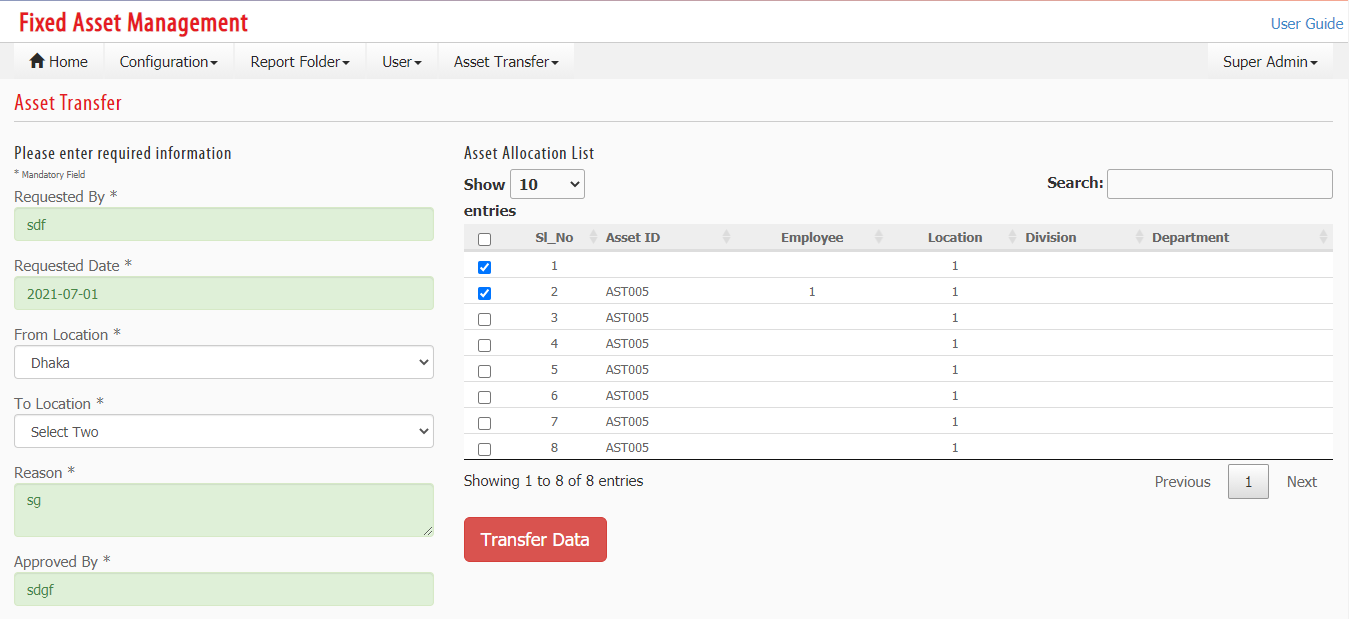 Fixed Asset Management
User Guide
Home Configuration Report Folder User Asset Transfer Super Admin
Asset Transfer
Please enter required information
* Mandatory Field
Requested By *
sdf
Requested Date *
2021-07-01
From Location *
Dhaka
To Location *
Select Two
Reason *
sg
Approved By *
sdgf
Asset Allocation List
Show 10
entries
Search:
Sl_No Asset ID Employee Location Division Department
1 1
2 AST005 1 1
3 AST005 1
4 AST005 1
5 AST005 1
6 AST005 1
7 AST005 1
8 AST005 1
Showing 1 to 8 of 8 entries
Previous 1 Next
Transfer Data